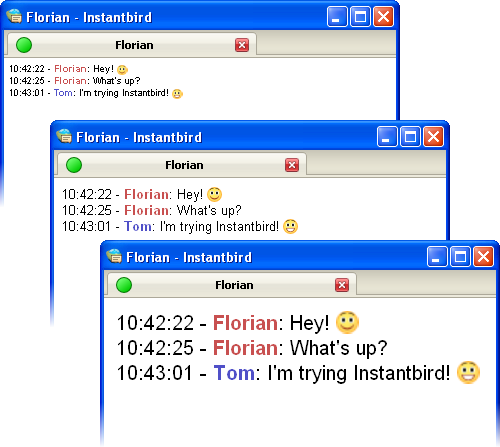 Florian - Instantbird
Florian
10:42:22 - Florian: Hey!
10:42:25 - Florian: What's up?
10:43:01 - Tom: I'm trying Instantbird!
Florian - Instantbird
Florian
10:42:22 - Florian: Hey!
10:42:25 - Florian: What's up?
10:43:01 - Tom: I'm trying Instantbird!
Florian - Instantbird
Florian
10:42:22 - Florian: Hey!
10:42:25 - Florian: What's up?
10:43:01 - Tom: I'm trying Instantbird!